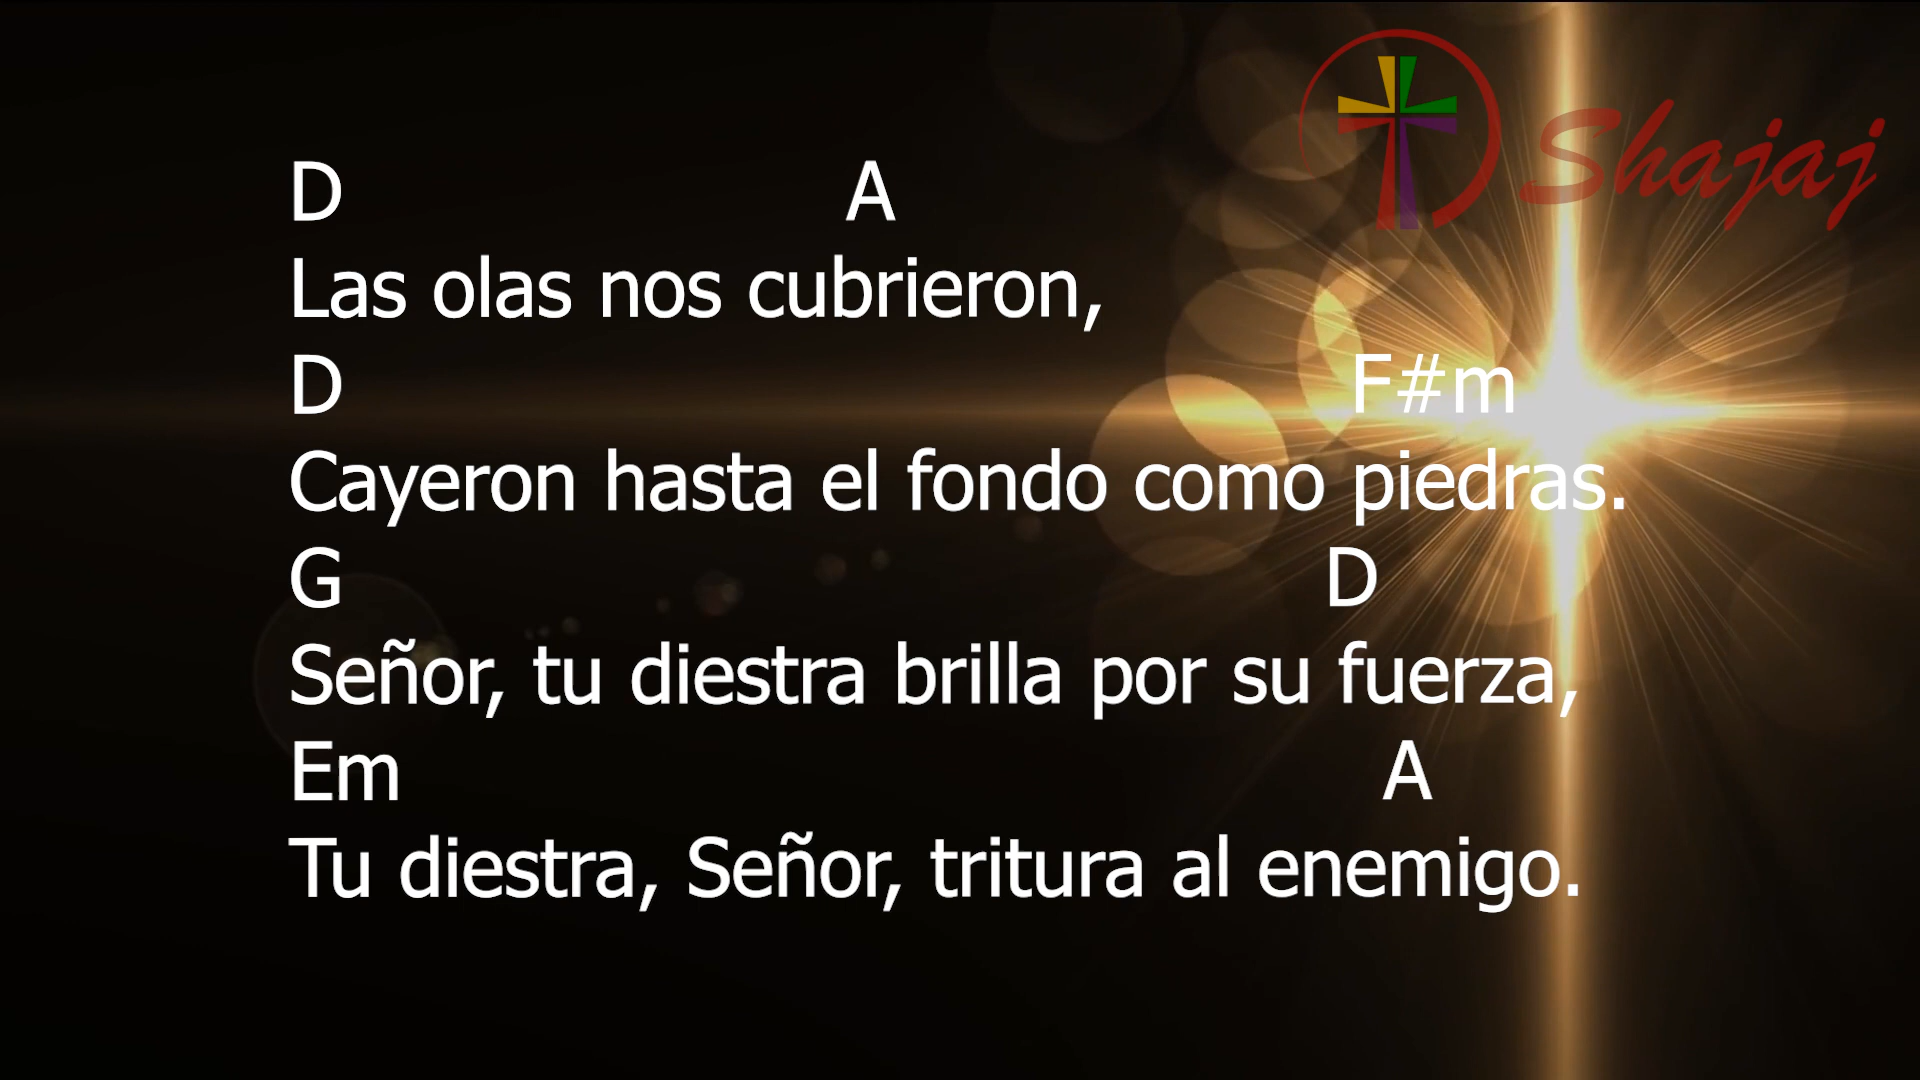 Shajaj
D A
Las olas nos cubrieron,
D F#m
Cayeron hasta el fondo como piedras.
G D
Señor, tu diestra brilla por su fuerza,
Em A
Tu diestra, Señor, tritura al enemigo.